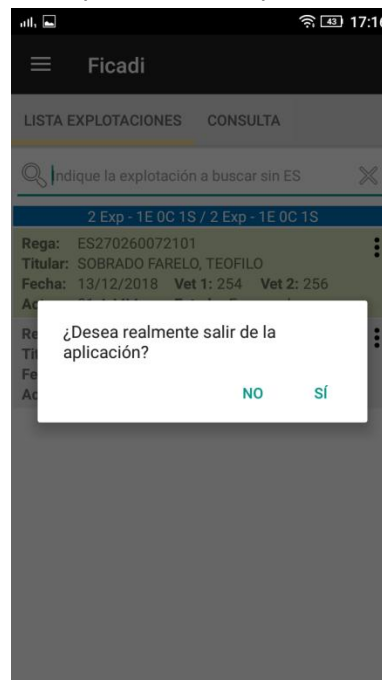 43 17:16
Ficadi
LISTA EXPLOTACIONES CONSULTA
Indique la explotación a buscar sin ES
2 Exp - 1E 0C 1S / 2 Exp - 1E 0C 1S
Rega: ES270260072101
Titular: SOBRADO FARELO, TEOFILO
Fecha: 13/12/2018 Vet 1: 254 Vet 2: 256
¿Desea realmente salir de la
aplicación?
NO SÍ